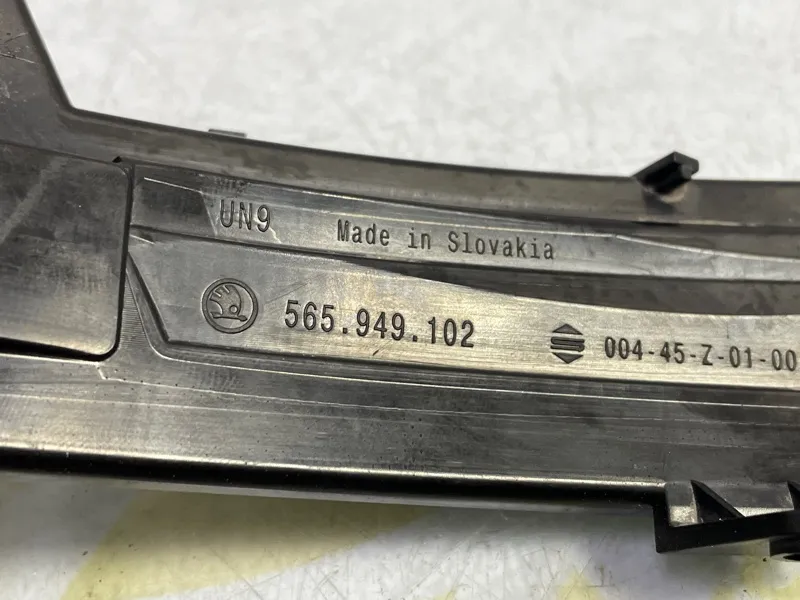 UN9 Made in Slovakia
565.949.102 004-45-Z-01-00